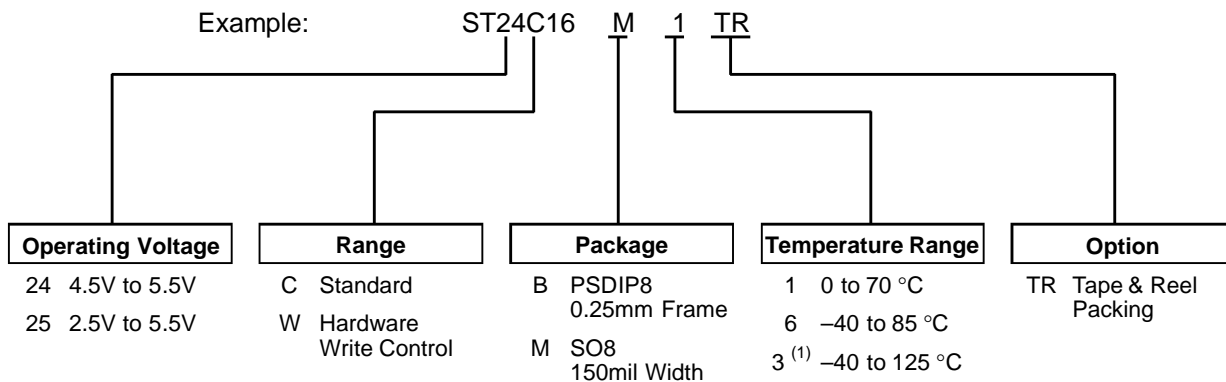 Example: ST24C16 M 1 TR
Operating Voltage
24 4.5V to 5.5V
25 2.5V to 5.5V
Range
C Standard
W Hardware
Write Control
Package
B PSDIP8
0.25mm Frame
M SO8
150mil Width
Temperature Range
1 0 to 70 °C
6 –40 to 85 °C
3 (1) –40 to 125 °C
Option
TR Tape & Reel
Packing